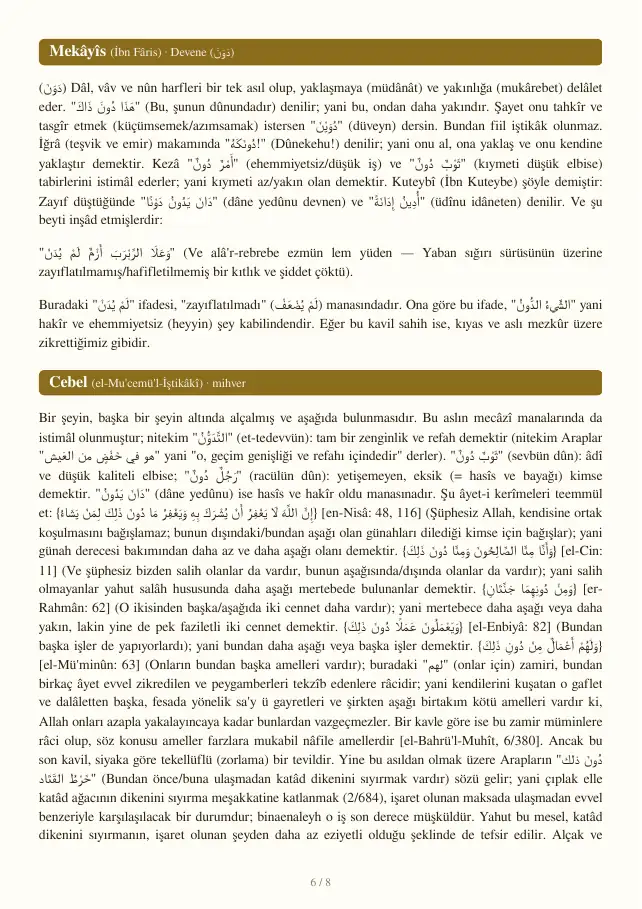 Mekâyîs (İbn Fâris) · Devene (دَوَنَ)
(دَوَنَ) Dâl, vâv ve nûn harfleri bir tek asıl olup, yaklaşmaya (müdânât) ve yakınlığa (mukârebet) delâlet
eder. "هَذَا دُونَ ذَاكَ" (Bu, şunun dûnundadır) denilir; yani bu, ondan daha yakındır. Şayet onu tahkîr ve
tasgîr etmek (küçümsemek/azımsamak) istersen "دُوَيْنَ" (düveyn) dersin. Bundan fiil iştikâk olunmaz.
İğrâ (teşvik ve emir) makamında "دُونَكَهُ!" (Dûnekehu!) denilir; yani onu al, ona yaklaş ve onu kendine
yaklaştır demektir. Kezâ "أَمْرٌ دُونٌ" (ehemmiyetsiz/düşük iş) ve "ثَوْبٌ دُونٌ" (kıymeti düşük elbise)
tabirlerini istimâl ederler; yani kıymeti az/yakın olan demektir. Kuteybî (İbn Kuteybe) şöyle demiştir:
Zayıf düştüğünde "دَانَ يَدُونُ دَوْنًا" (dâne yedûnu devnen) ve "أُدِينُ إِدَانَةً" (üdînu idâneten) denilir. Ve şu
beyti inşâd etmişlerdir:
"وَعَلَا الرَّبْرَبَ أَزْمٌ لَمْ يُدَنْ" (Ve alâ'r-rebrebe ezmün lem yüden — Yaban sığırı sürüsünün üzerine
zayıflatılmamış/hafifletilmemiş bir kıtlık ve şiddet çöktü).
Buradaki "لَمْ يُدَنْ" ifadesi, "zayıflatılmadı" (لَمْ يُضْعَفْ) manasındadır. Ona göre bu ifade, "الشَّيءُ الدُّونُ" yani
hakîr ve ehemmiyetsiz (heyyin) şey kabilindendir. Eğer bu kavil sahih ise, kıyas ve aslı mezkûr üzere
zikrettiğimiz gibidir.
Cebel (el-Mu'cemü'l-İştikâkî) · mihver
Bir şeyin, başka bir şeyin altında alçalmış ve aşağıda bulunmasıdır. Bu aslın mecâzî manalarında da
istimâl olunmuştur; nitekim "التَّدَوُّنُ" (et-tedevvün): tam bir zenginlik ve refah demektir (nitekim Araplar
"هو في خَفْضٍ من العَيش" yani "o, geçim genişliği ve refahı içindedir" derler). "ثَوْبٌ دُونٌ" (sevbün dûn): âdî
ve düşük kaliteli elbise; "رَجُلٌ دُونٌ" (racülün dûn): yetişemeyen, eksik (= hasîs ve bayağı) kimse
demektir. "دَانَ يَدُونُ" (dâne yedûnu) ise hasîs ve hakîr oldu manasınadır. Şu âyet-i kerîmeleri teemmül
et: {إِنَّ اللَّهَ لَا يَغْفِرُ أَنْ يُشْرَكَ بِهِ وَيَغْفِرُ مَا دُونَ ذَلِكَ لِمَنْ يَشَاءُ} [en-Nisâ: 48, 116] (Şüphesiz Allah, kendisine ortak
koşulmasını bağışlamaz; bunun dışındaki/bundan aşağı olan günahları dilediği kimse için bağışlar); yani
günah derecesi bakımından daha az ve daha aşağı olanı demektir. {وَأَنَّا مِنَّا الصَّالِحُونَ وَمِنَّا دُونَ ذَلِكَ} [el-Cin:
11] (Ve şüphesiz bizden salih olanlar da vardır, bunun aşağısında/dışında olanlar da vardır); yani salih
olmayanlar yahut salâh hususunda daha aşağı mertebede bulunanlar demektir. {وَمِنْ دُونِهِمَا جَنَّتَانِ} [er-
Rahmân: 62] (O ikisinden başka/aşağıda iki cennet daha vardır); yani mertebece daha aşağı veya daha
yakın, lakin yine de pek faziletli iki cennet demektir. {وَيَعْمَلُونَ عَمَلًا دُونَ ذَلِكَ} [el-Enbiyâ: 82] (Bundan
başka işler de yapıyorlardı); yani bundan daha aşağı veya başka işler demektir. {وَلَهُمْ أَعْمَالٌ مِنْ دُونِ ذَلِكَ}
[el-Mü'minûn: 63] (Onların bundan başka amelleri vardır); buradaki "لهم" (onlar için) zamiri, bundan
birkaç âyet evvel zikredilen ve peygamberleri tekzîb edenlere râcidir; yani kendilerini kuşatan o gaflet
ve dalâletten başka, fesada yönelik sa'y ü gayretleri ve şirkten aşağı birtakım kötü amelleri vardır ki,
Allah onları azapla yakalayıncaya kadar bunlardan vazgeçmezler. Bir kavle göre ise bu zamir müminlere
râci olup, söz konusu ameller farzlara mukabil nâfile amellerdir [el-Bahrü'l-Muhît, 6/380]. Ancak bu
son kavil, siyaka göre tekellüflü (zorlama) bir tevildir. Yine bu asıldan olmak üzere Arapların "دُونَ ذلك
خَرْطُ القَتَاد" (Bundan önce/buna ulaşmadan katâd dikenini sıyırmak vardır) sözü gelir; yani çıplak elle
katâd ağacının dikenini sıyırma meşakkatine katlanmak (2/684), işaret olunan maksada ulaşmadan evvel
benzeriyle karşılaşılacak bir durumdur; binaenaleyh o iş son derece müşküldür. Yahut bu mesel, katâd
dikenini sıyırmanın, işaret olunan şeyden daha az eziyetli olduğu şeklinde de tefsir edilir. Alçak ve
6 / 8